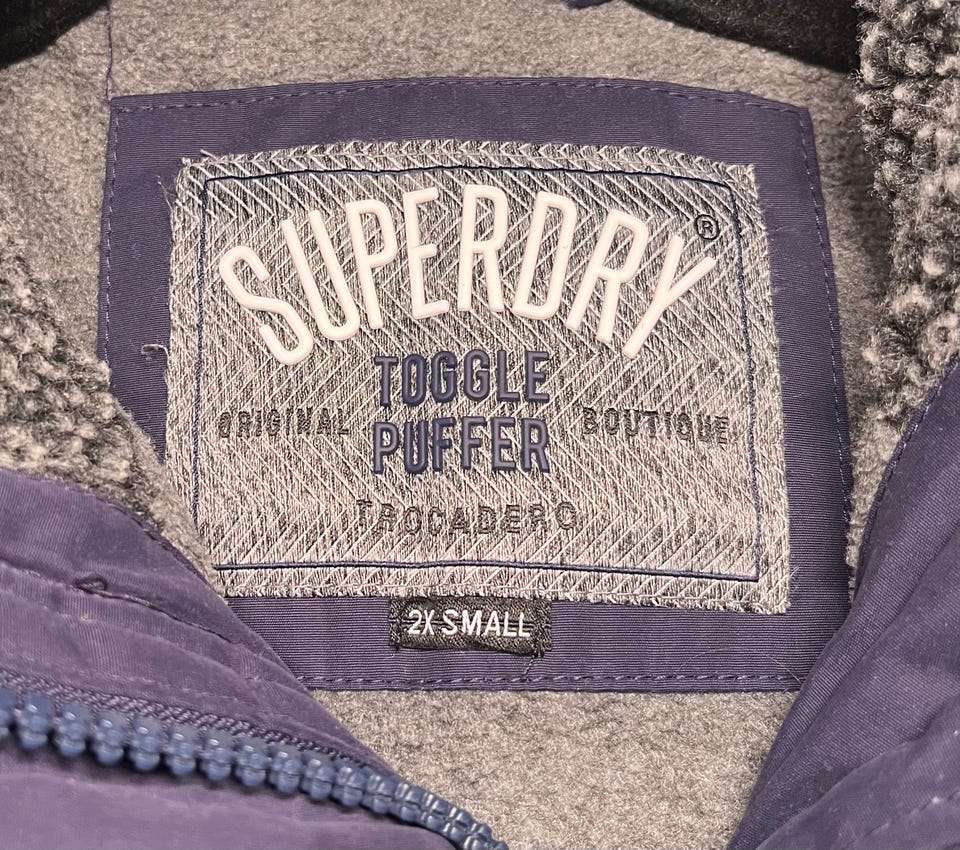 SUPERDRY ®
TOGGLE
ORIGINAL PUFFER BOUTIQUE
TROCADERO
2X SMALL